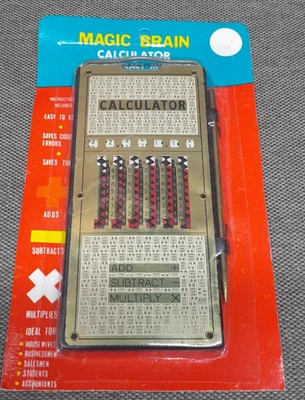 MAGIC BRAIN
CALCULATOR
INSTRUCTIONS
EASY TO
SAVES
ERRORS
SAVES
ADDS
SUBTRACTS
MULTIPLIES
IDEAL FOR
HOUSEWIVES
BUSINESSMEN
SALESMEN
STUDENTS
ACCOUNTANTS
CALCULATOR
ADD +
SUBTRACT −
MULTIPLY ×